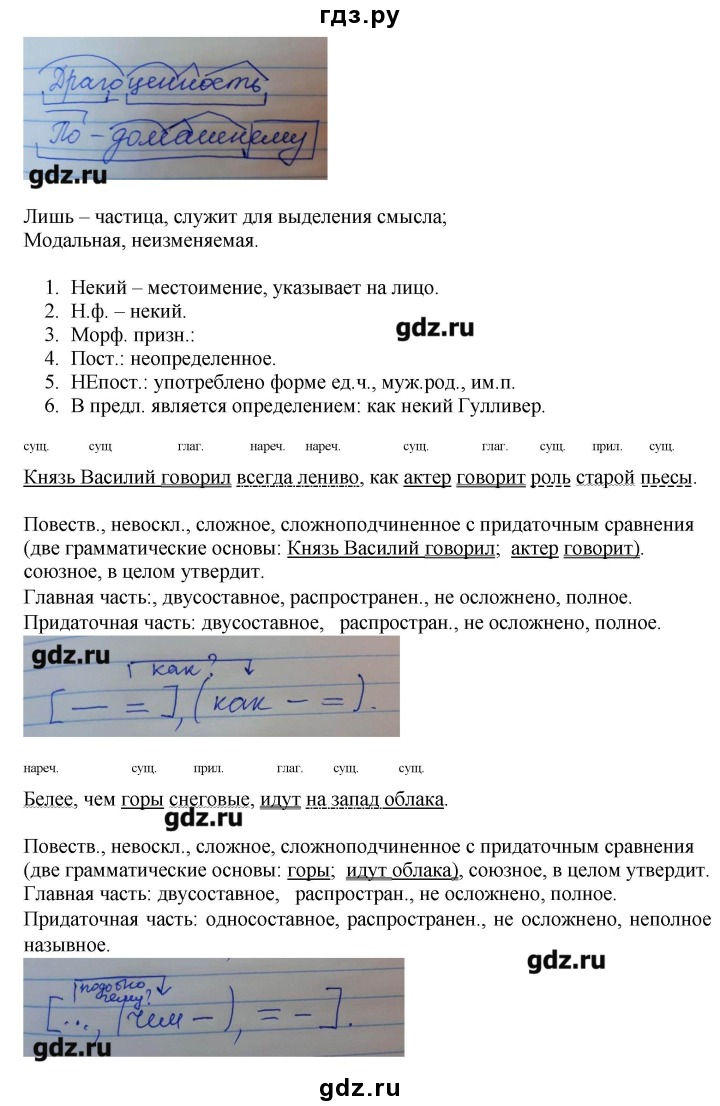 гдз.ру
Драгоценность
По-домашнему
gdz.ru
Лишь – частица, служит для выделения смысла;
Модальная, неизменяемая.
1. Некий – местоимение, указывает на лицо.
2. Н.ф. – некий.
3. Морф. призн.:
gdz.ru
4. Пост.: неопределенное.
5. НЕпост.: употреблено форме ед.ч., муж.род., им.п.
6. В предл. является определением: как некий Гулливер.
сущ. сущ глаг. нареч. нареч. сущ. глаг. сущ. прил. сущ.
Князь Василий говорил всегда лениво, как актер говорит роль старой пьесы.
Повеств., невоскл., сложное, сложноподчиненное с придаточным сравнения
(две грамматические основы: Князь Василий говорил; актер говорит).
союзное, в целом утвердит.
Главная часть:, двусоставное, распространен., не осложнено, полное.
Придаточная часть: двусоставное, распростран., не осложнено, полное.
gdz.ru
как?
[— =], (как – =).
нареч. сущ. прил. глаг. сущ. сущ.
Белее, чем горы снеговые, идут на запад облака.
gdz.ru
Повеств., невоскл., сложное, сложноподчиненное с придаточным сравнения
(две грамматические основы: горы; идут облака), союзное, в целом утвердит.
Главная часть: двусоставное, распростран., не осложнено, полное.
Придаточная часть: односоставное, распространен., не осложнено, неполное
назывное.
gdz.ru
подобно
чему?
[..., (чем –), = –].
gdz.ru
gdz.ru